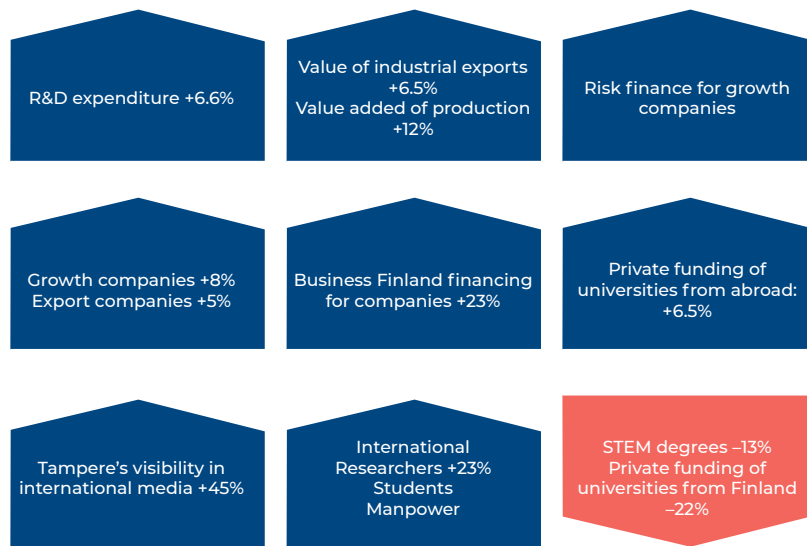 R&D expenditure +6.6%
Value of industrial exports
+6.5%
Value added of production
+12%
Risk finance for growth
companies
Growth companies +8%
Export companies +5%
Business Finland financing
for companies +23%
Private funding of
universities from abroad:
+6.5%
Tampere’s visibility in
international media +45%
International
Researchers +23%
Students
Manpower
STEM degrees –13%
Private funding of
universities from Finland
–22%